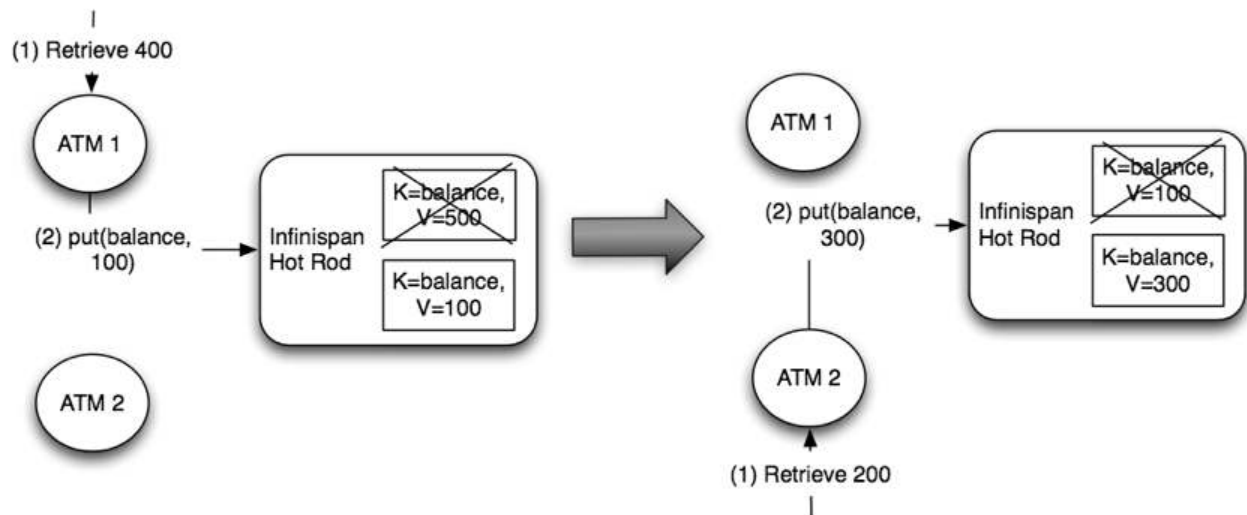 (1) Retrieve 400
ATM 1
(2) put(balance,
100)
Infinispan
Hot Rod
K=balance,
V=500
K=balance,
V=100
ATM 2
ATM 1
(2) put(balance,
300)
Infinispan
Hot Rod
K=balance,
V=100
K=balance,
V=300
ATM 2
(1) Retrieve 200